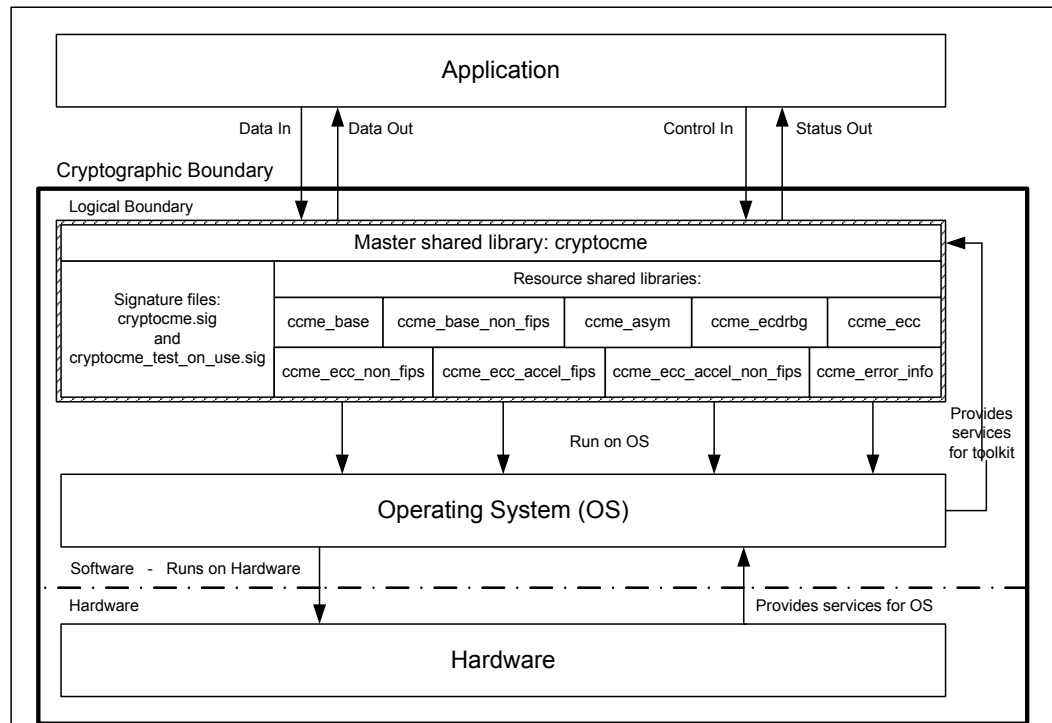 Application
Data In
Data Out
Control In
Status Out
Cryptographic Boundary
Logical Boundary
Master shared library: cryptocme
Signature files:
cryptocme.sig
and
cryptocme_test_on_use.sig
Resource shared libraries:
ccme_base
ccme_base_non_fips
ccme_asym
ccme_ecdrbg
ccme_ecc
ccme_ecc_non_fips
ccme_ecc_accel_fips
ccme_ecc_accel_non_fips
ccme_error_info
Run on OS
Provides
services
for toolkit
Operating System (OS)
Software - Runs on Hardware
Hardware
Provides services for OS
Hardware